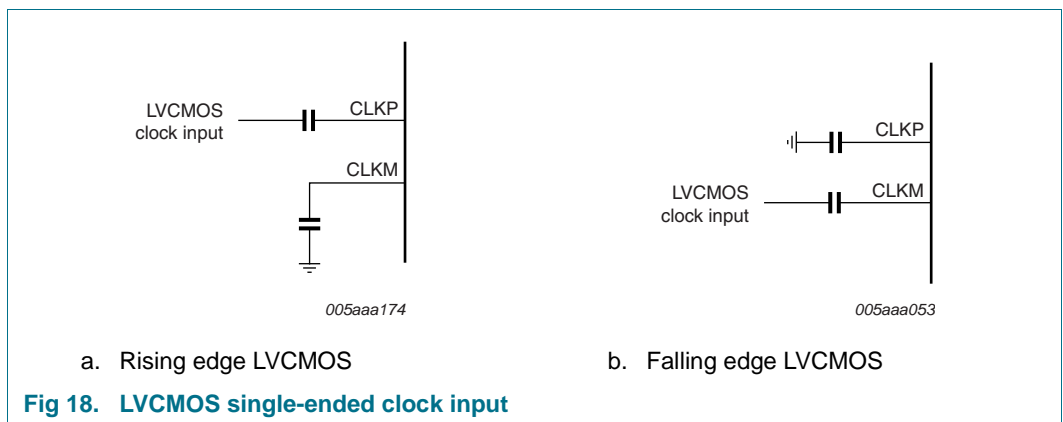 LVCMOS
clock input
CLKP
CLKM
005aaa174
a. Rising edge LVCMOS
CLKP
LVCMOS
clock input
CLKM
005aaa053
b. Falling edge LVCMOS
Fig 18. LVCMOS single-ended clock input